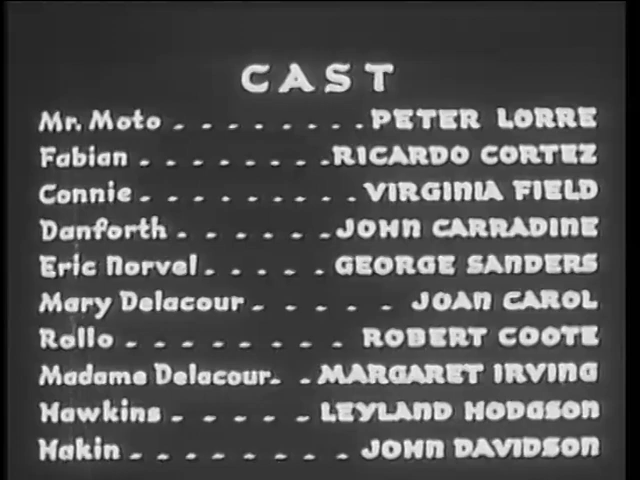 CAST
Mr. Moto . . . . . . . . . PETER LORRE
Fabian . . . . . . . . RICARDO CORTEZ
Connie . . . . . . . . . VIRGINIA FIELD
Danforth . . . . . . JOHN CARRADINE
Eric Norvel . . . . . GEORGE SANDERS
Mary Delacour . . . . . JOAN CAROL
Rollo . . . . . . . . ROBERT COOTE
Madame Delacour . . MARGARET IRVING
Hawkins . . . . . LEYLAND HODGSON
Hakin . . . . . . . . JOHN DAVIDSON